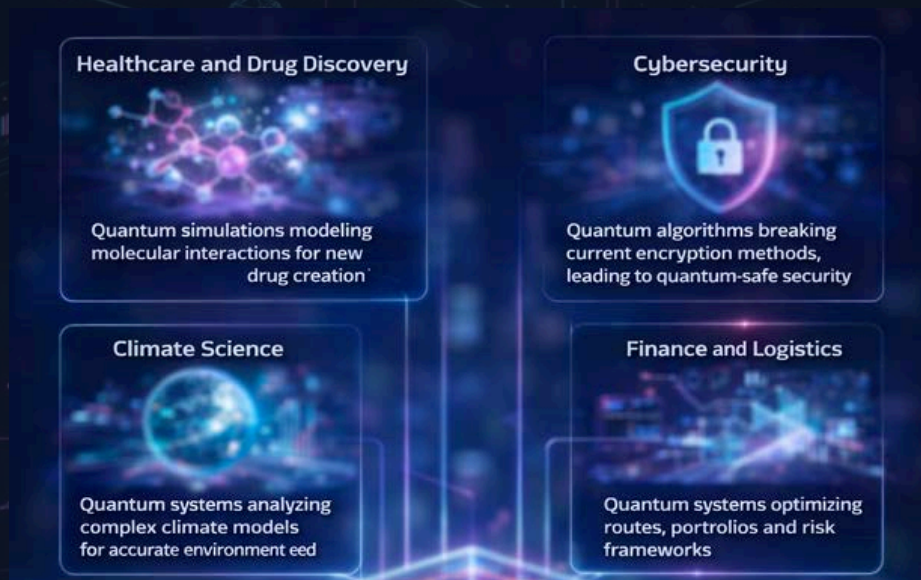 Healthcare and Drug Discovery
Quantum simulations modeling
molecular interactions for new
drug creation
Cybersecurity
Quantum algorithms breaking
current encryption methods,
leading to quantum-safe security
Climate Science
Quantum systems analyzing
complex climate models
for accurate environment eed
Finance and Logistics
Quantum systems optimizing
routes, portrolios and risk
frameworks